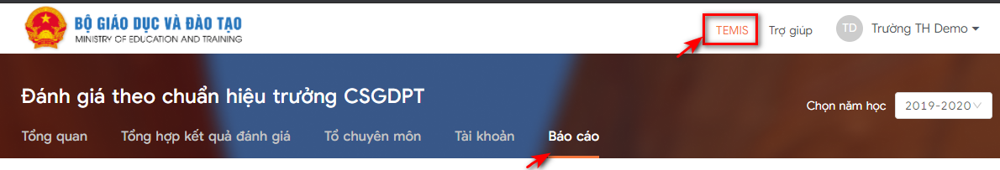 BỘ GIÁO DỤC VÀ ĐÀO TẠO
MINISTRY OF EDUCATION AND TRAINING
TEMIS
Trợ giúp
TD
Trường TH Demo
Đánh giá theo chuẩn hiệu trưởng CSGDPT
Chọn năm học
2019-2020
Tổng quan
Tổng hợp kết quả đánh giá
Tổ chuyên môn
Tài khoản
Báo cáo